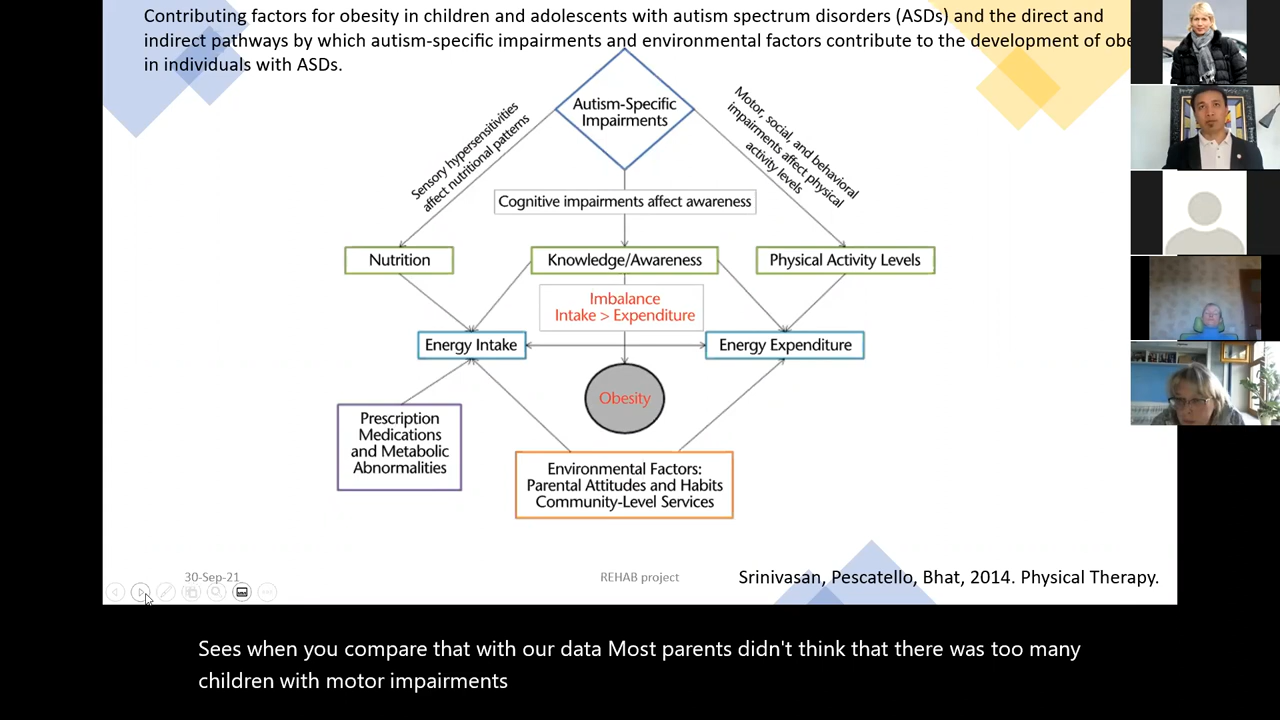 Contributing factors for obesity in children and adolescents with autism spectrum disorders (ASDs) and the direct and
indirect pathways by which autism-specific impairments and environmental factors contribute to the development of obe
in individuals with ASDs.
Autism-Specific
Impairments
Sensory hypersensitivities
affect nutritional patterns
Motor, social, and behavioral
impairments affect physical
activity levels
Cognitive impairments affect awareness
Nutrition
Knowledge/Awareness
Physical Activity Levels
Imbalance
Intake > Expenditure
Energy Intake
Energy Expenditure
Obesity
Prescription
Medications
and Metabolic
Abnormalities
Environmental Factors:
Parental Attitudes and Habits
Community-Level Services
30-Sep-21
REHAB project
Srinivasan, Pescatello, Bhat, 2014. Physical Therapy.
Sees when you compare that with our data Most parents didn't think that there was too many
children with motor impairments